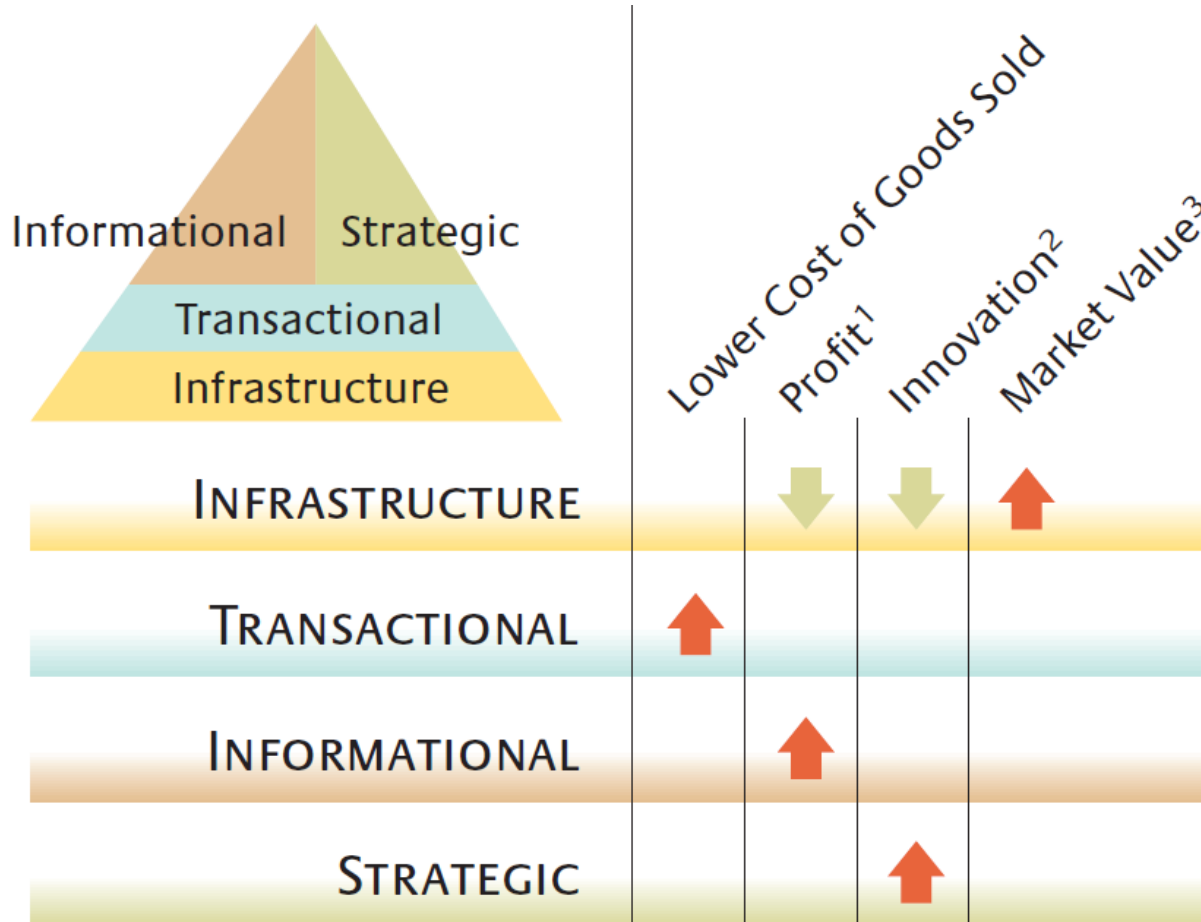 Informational
Strategic
Transactional
Infrastructure
Lower Cost of Goods Sold
Profit¹
Innovation²
Market Value³
INFRASTRUCTURE
TRANSACTIONAL
INFORMATIONAL
STRATEGIC